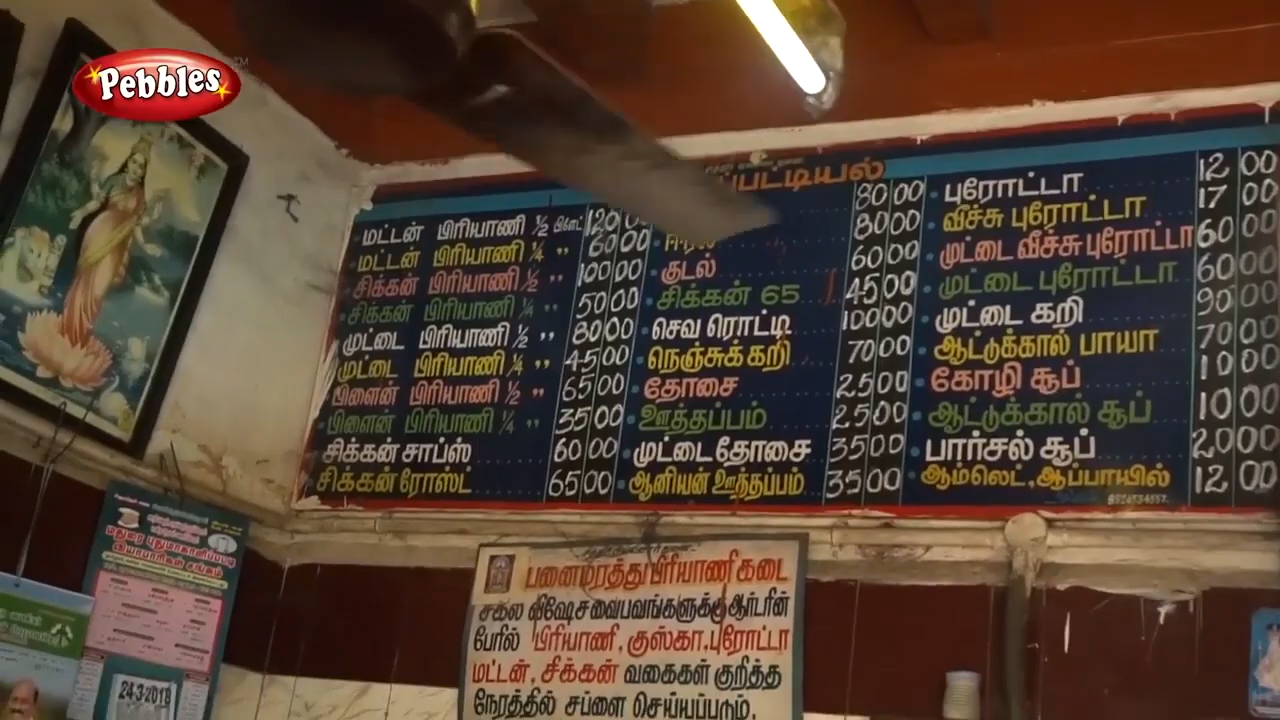 Pebbles
TM
மட்டன் பிரியாணி ½ பிளேட் 120
மட்டன் பிரியாணி ¼ " 60 00
சிக்கன் பிரியாணி ½ " 100 00
சிக்கன் பிரியாணி ¼ " 50 00
முட்டை பிரியாணி ½ " 80 00
முட்டை பிரியாணி ¼ " 45 00
பிளைன் பிரியாணி ½ " 65 00
பிளைன் பிரியாணி ¼ " 35 00
சிக்கன் சாப்ஸ் 60 00
சிக்கன் ரோஸ்ட் 65 00
80 00
80 00
குடல் 60 00
சிக்கன் 65 45 00
செவ ரொட்டி 100 00
நெஞ்சுக்கறி 70 00
தோசை 25 00
ஊத்தப்பம் 25 00
முட்டை தோசை 35 00
ஆனியன் ஊத்தப்பம் 35 00
புரோட்டா 12 00
வீச்சு புரோட்டா 17 00
முட்டை வீச்சு புரோட்டா 60 00
முட்டை புரோட்டா 60 00
முட்டை கறி 90 00
ஆட்டுக்கால் பாயா 70 00
கோழி சூப் 10 00
ஆட்டுக்கால் சூப் 10 00
பார்சல் சூப் 20 00
ஆம்லெட், ஆப்பாயில் 12 00
மதுரை புதுமாகாளிப்பட்டி
வியாபாரிகள் சங்கம்
24-3-2018
பனைமரத்து பிரியாணி கடை
சகல விஷேச வைபவங்களுக்கு ஆர்டரின்
பேரில் பிரியாணி, குஸ்கா, புரோட்டா
மட்டன், சிக்கன் வகைகள் குறித்த
நேரத்தில் சப்ளை செய்யப்படும்.